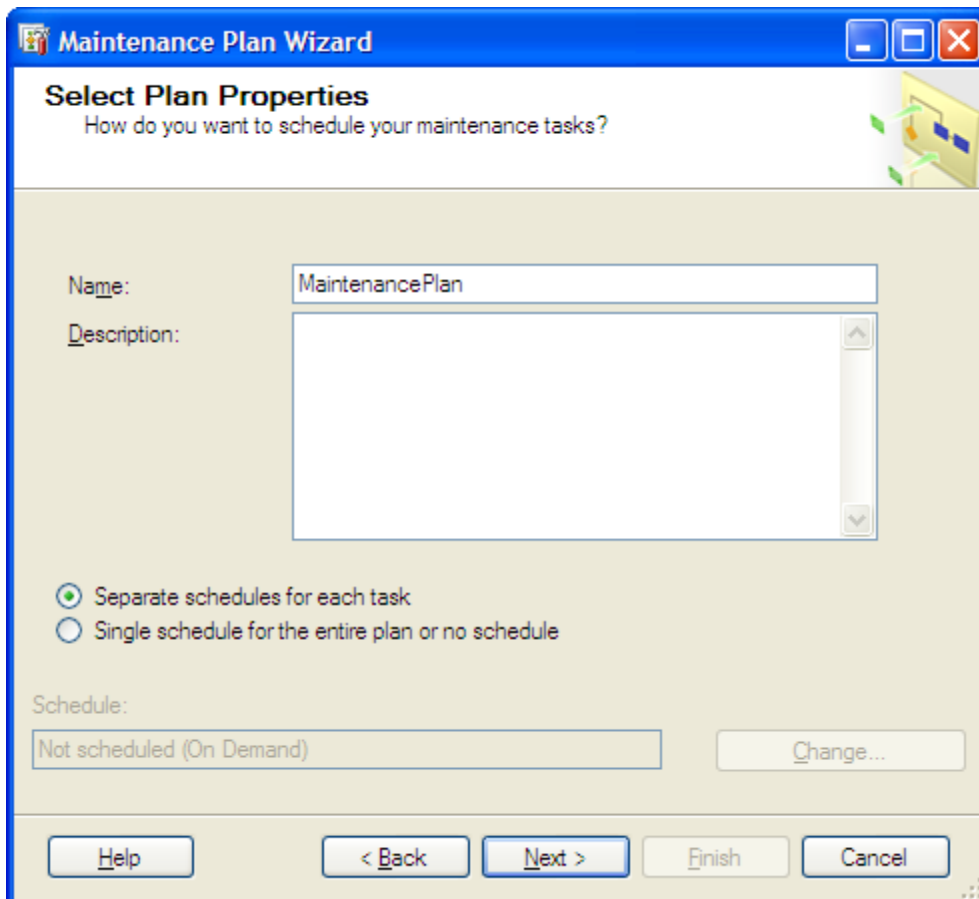 Maintenance Plan Wizard
Select Plan Properties
How do you want to schedule your maintenance tasks?
Name:
MaintenancePlan
Description:
Separate schedules for each task
Single schedule for the entire plan or no schedule
Schedule:
Not scheduled (On Demand)
Change...
Help
< Back
Next >
Finish
Cancel